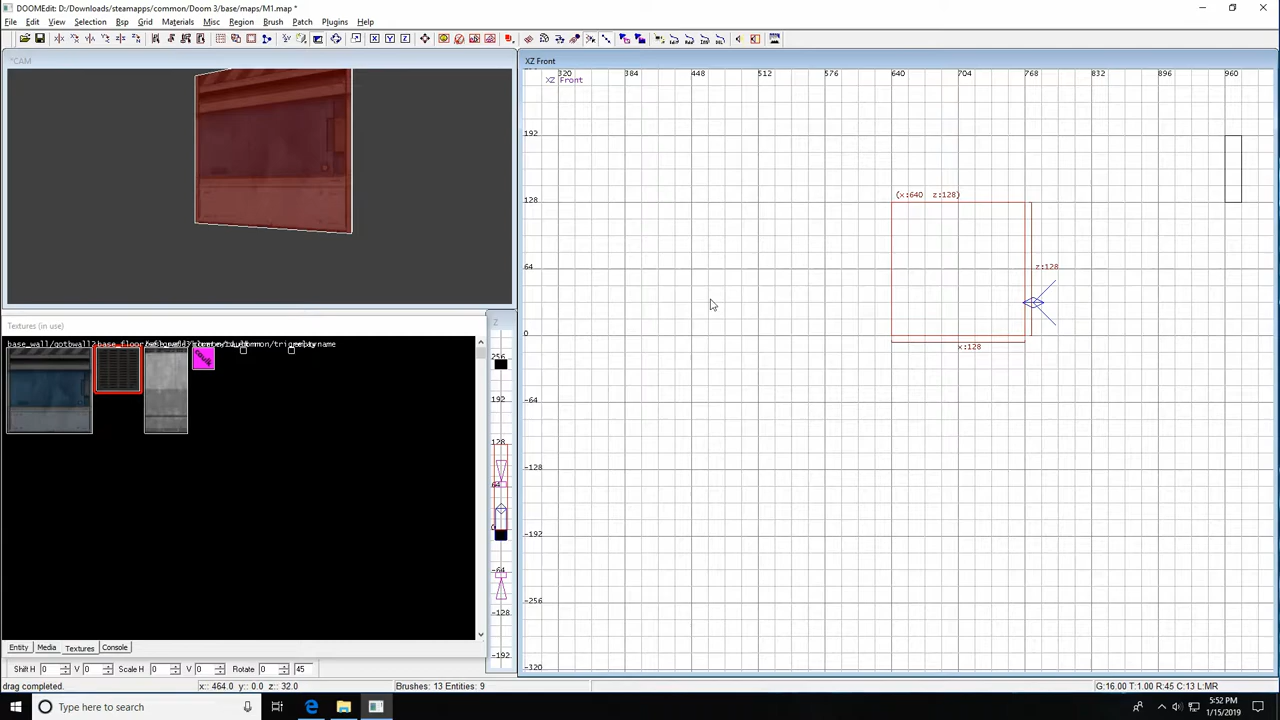 DOOMEdit: D:/Downloads/steamapps/common/Doom 3/base/maps/M1.map *
File Edit View Selection Bsp Grid Materials Misc Region Brush Patch Plugins Help
*CAM
XZ Front
320 384 448 512 576 640 704 768 832 896 960
XZ Front
192
(x:640 z:128)
128
z:128
64
0
x:128
-64
-128
-192
-256
-320
Textures (in use)
Z
256
192
128
64
0
-64
-128
-192
Entity Media Textures Console
Shift H 0 V 0 Scale H 0 V 0 Rotate 0 45
drag completed. x:: 464.0 y:: 0.0 z:: 32.0 Brushes: 13 Entities: 9 G:16.00 T:1.00 R:45 C:13 L:MR
Type here to search
5:52 PM
1/15/2019